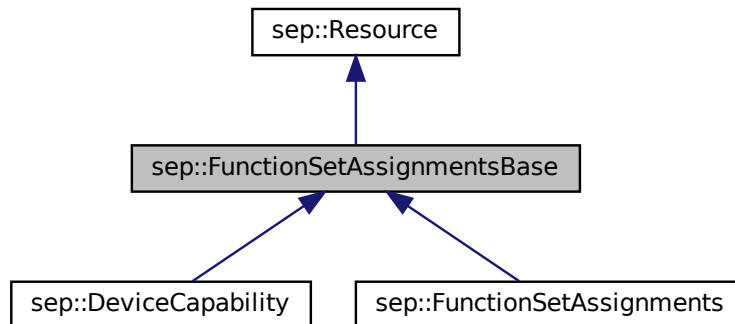 sep::Resource
sep::FunctionSetAssignmentsBase
sep::DeviceCapability
sep::FunctionSetAssignments